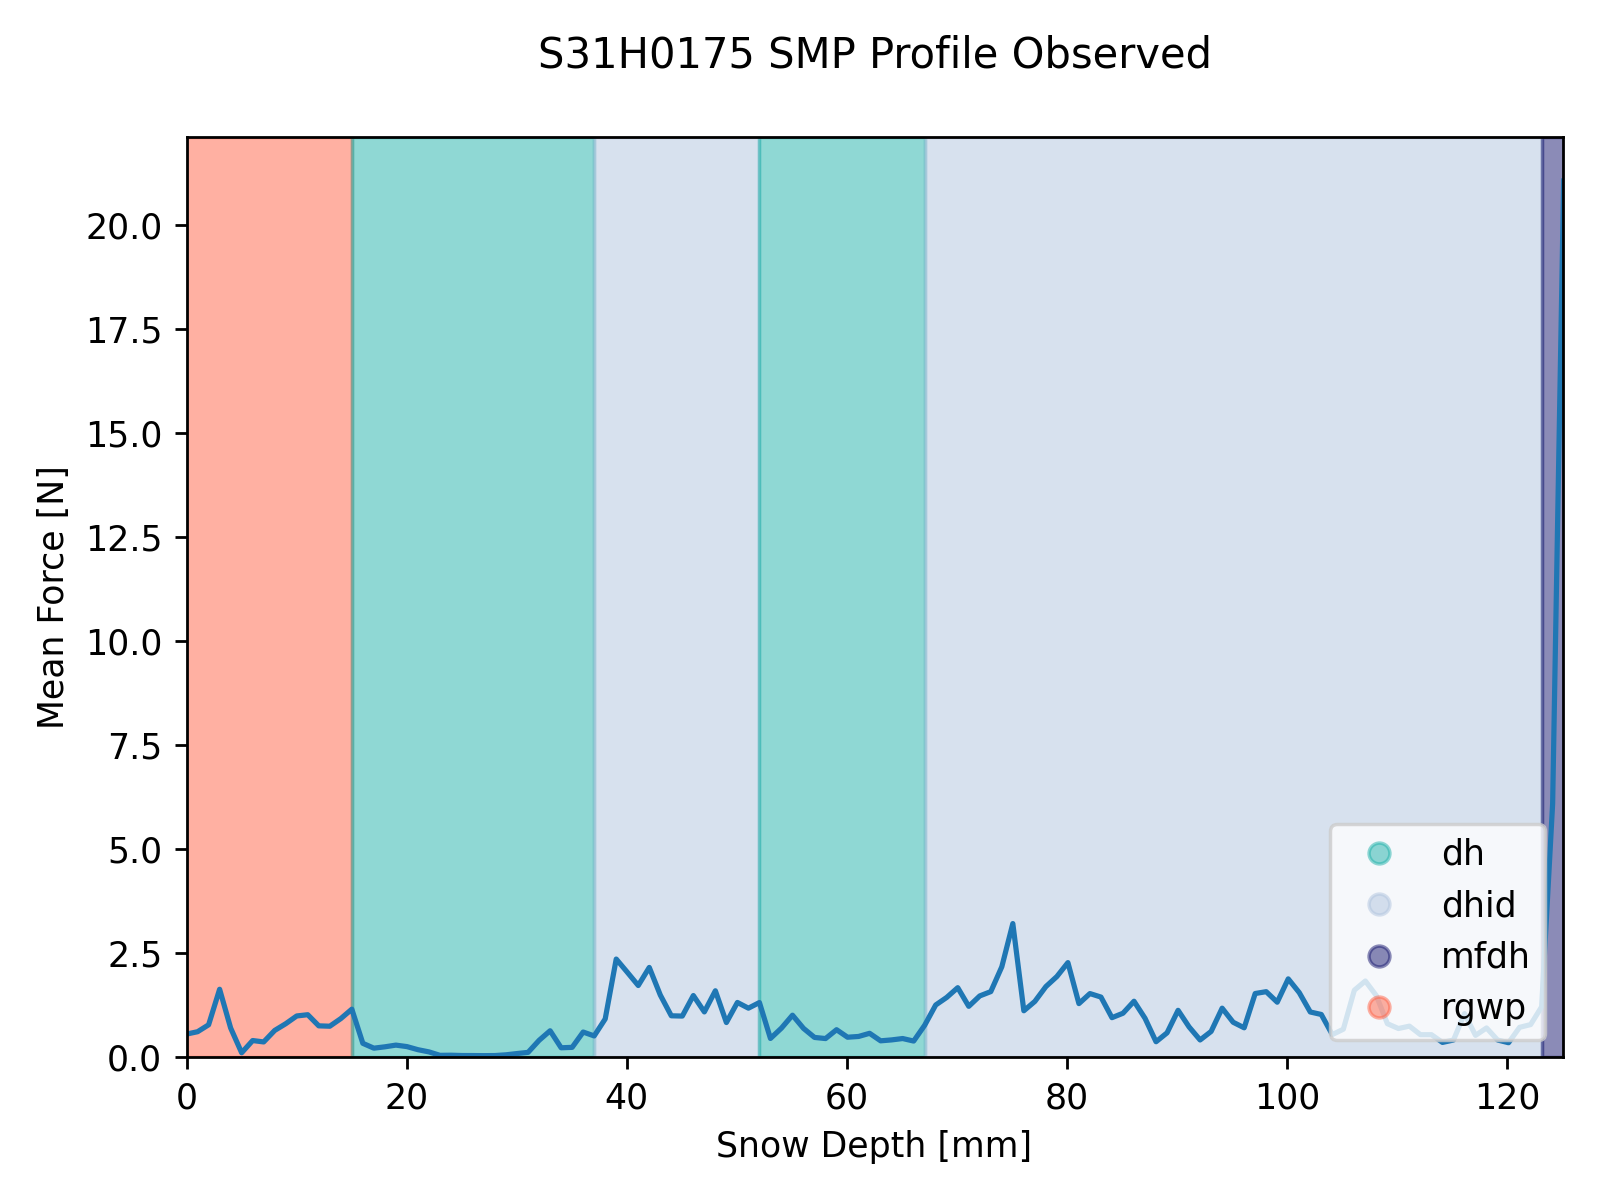 S31H0175 SMP Profile Observed
Mean Force [N]
20.0
17.5
15.0
12.5
10.0
7.5
5.0
2.5
0.0
dh
dhid
mfdh
rgwp
0 20 40 60 80 100 120
Snow Depth [mm]